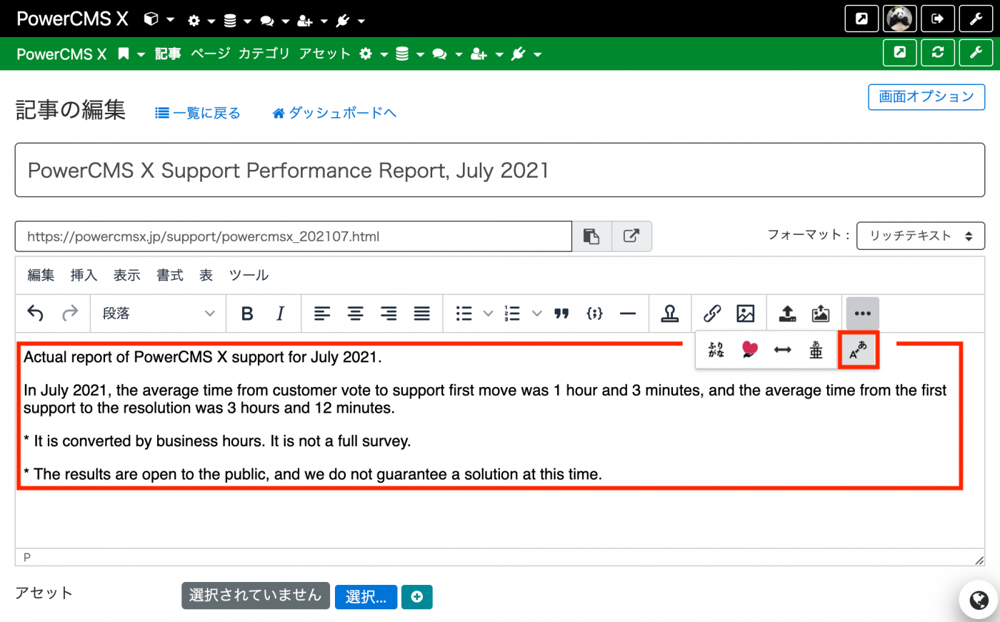 PowerCMS X
PowerCMS X 記事 ページ カテゴリ アセット
記事の編集 一覧に戻る ダッシュボードへ 画面オプション
PowerCMS X Support Performance Report, July 2021
https://powercmsx.jp/support/powercmsx_202107.html フォーマット： リッチテキスト
編集 挿入 表示 書式 表 ツール
段落 B I
ふりがな あ亜 Aあ
Actual report of PowerCMS X support for July 2021.
In July 2021, the average time from customer vote to support first move was 1 hour and 3 minutes, and the average time from the first
support to the resolution was 3 hours and 12 minutes.
* It is converted by business hours. It is not a full survey.
* The results are open to the public, and we do not guarantee a solution at this time.
P
アセット 選択されていません 選択...